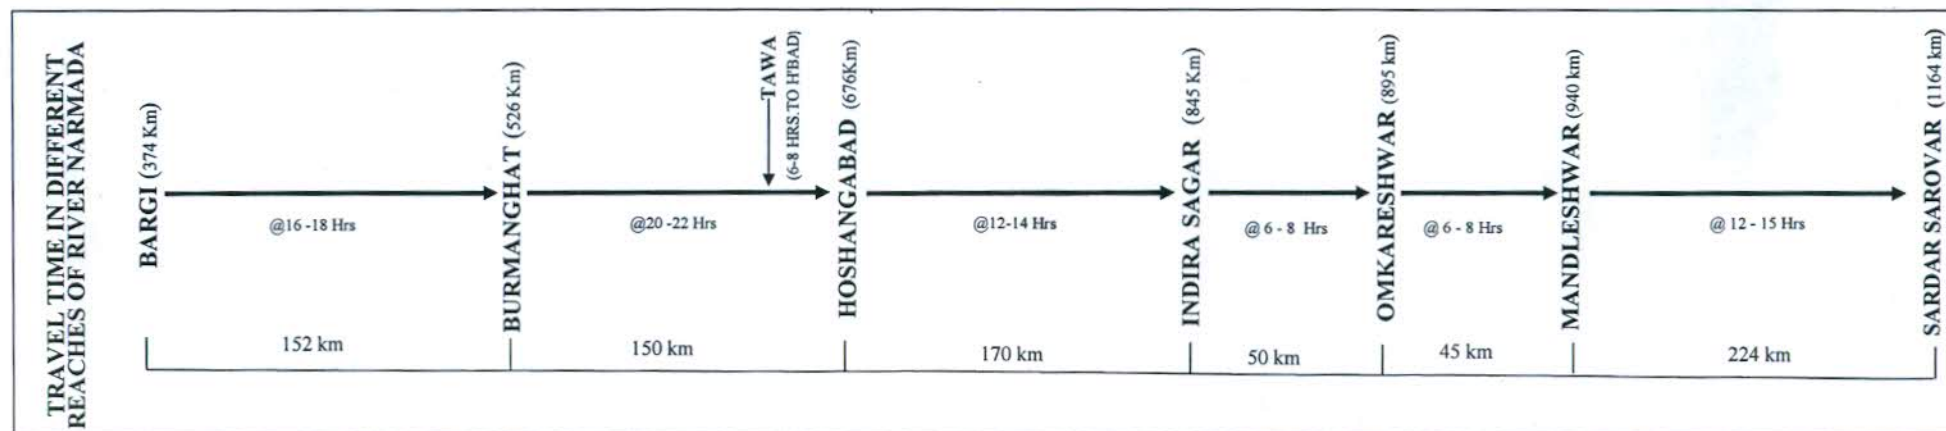 TRAVEL TIME IN DIFFERENT
REACHES OF RIVER NARMADA
BARGI (374 Km)
BURMANGHAT (526 Km)
TAWA
(6-8 HRS.TO H'BAD)
HOSHANGABAD (676Km)
INDIRA SAGAR (845 Km)
OMKARESHWAR (895 km)
MANDLESHWAR (940 km)
SARDAR SAROVAR (1164 km)
@16 -18 Hrs
@20 -22 Hrs
@12-14 Hrs
@ 6 - 8 Hrs
@ 6 - 8 Hrs
@ 12 - 15 Hrs
152 km
150 km
170 km
50 km
45 km
224 km